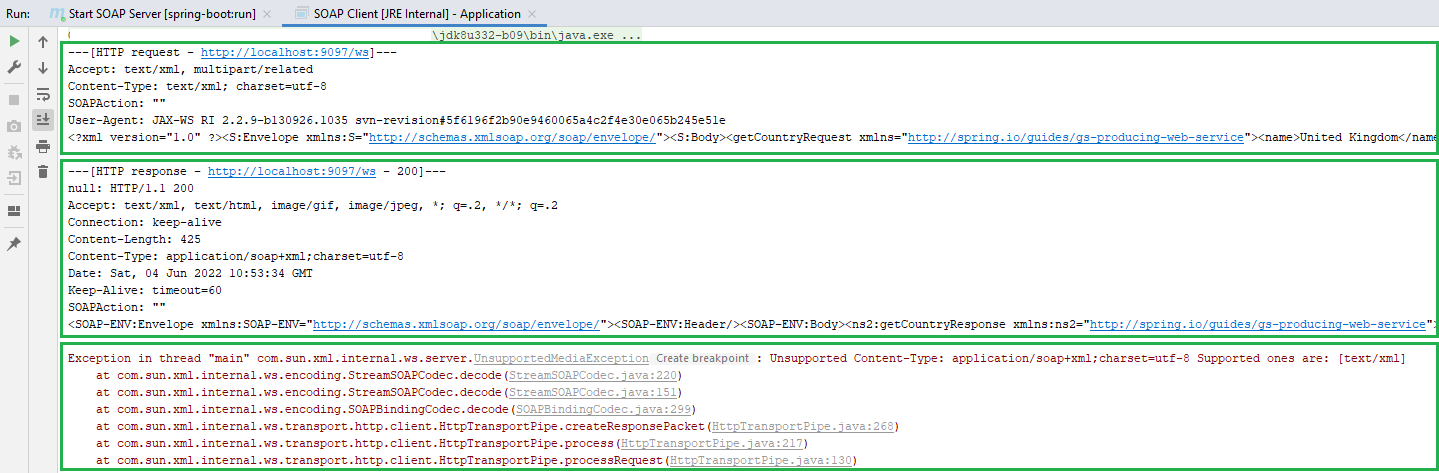 Run: Start SOAP Server [spring-boot:run] × SOAP Client [JRE Internal] - Application ×
\jdk8u332-b09\bin\java.exe ...
---[HTTP request - http://localhost:9097/ws]---
Accept: text/xml, multipart/related
Content-Type: text/xml; charset=utf-8
SOAPAction: ""
User-Agent: JAX-WS RI 2.2.9-b130926.1035 svn-revision#5f6196f2b90e9460065a4c2f4e30e065b245e51e
<?xml version="1.0" ?><S:Envelope xmlns:S="http://schemas.xmlsoap.org/soap/envelope/"><S:Body><getCountryRequest xmlns="http://spring.io/guides/gs-producing-web-service"><name>United Kingdom</name
---[HTTP response - http://localhost:9097/ws - 200]---
null: HTTP/1.1 200
Accept: text/xml, text/html, image/gif, image/jpeg, *; q=.2, */*; q=.2
Connection: keep-alive
Content-Length: 425
Content-Type: application/soap+xml;charset=utf-8
Date: Sat, 04 Jun 2022 10:53:34 GMT
Keep-Alive: timeout=60
SOAPAction: ""
<SOAP-ENV:Envelope xmlns:SOAP-ENV="http://schemas.xmlsoap.org/soap/envelope/"><SOAP-ENV:Header/><SOAP-ENV:Body><ns2:getCountryResponse xmlns:ns2="http://spring.io/guides/gs-producing-web-service">
Exception in thread "main" com.sun.xml.internal.ws.server.UnsupportedMediaException Create breakpoint : Unsupported Content-Type: application/soap+xml;charset=utf-8 Supported ones are: [text/xml]
at com.sun.xml.internal.ws.encoding.StreamSOAPCodec.decode(StreamSOAPCodec.java:220)
at com.sun.xml.internal.ws.encoding.StreamSOAPCodec.decode(StreamSOAPCodec.java:151)
at com.sun.xml.internal.ws.encoding.SOAPBindingCodec.decode(SOAPBindingCodec.java:299)
at com.sun.xml.internal.ws.transport.http.client.HttpTransportPipe.createResponsePacket(HttpTransportPipe.java:268)
at com.sun.xml.internal.ws.transport.http.client.HttpTransportPipe.process(HttpTransportPipe.java:217)
at com.sun.xml.internal.ws.transport.http.client.HttpTransportPipe.processRequest(HttpTransportPipe.java:130)